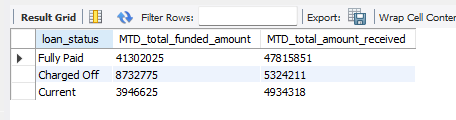 Result Grid Filter Rows: Export: Wrap Cell Conten
loan_status MTD_total_funded_amount MTD_total_amount_received
Fully Paid 41302025 47815851
Charged Off 8732775 5324211
Current 3946625 4934318